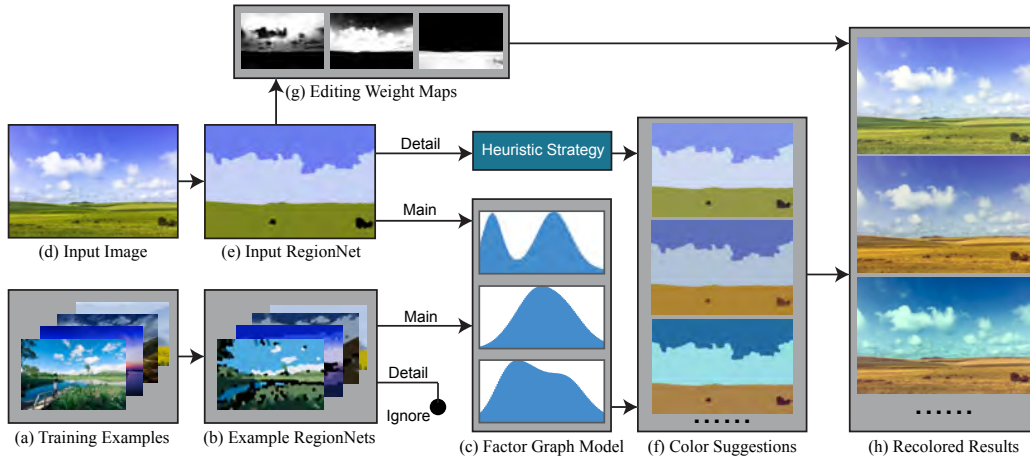 (g) Editing Weight Maps
Detail
Heuristic Strategy
Main
(d) Input Image
(e) Input RegionNet
Main
Detail
Ignore
(a) Training Examples
(b) Example RegionNets
(c) Factor Graph Model
(f) Color Suggestions
(h) Recolored Results